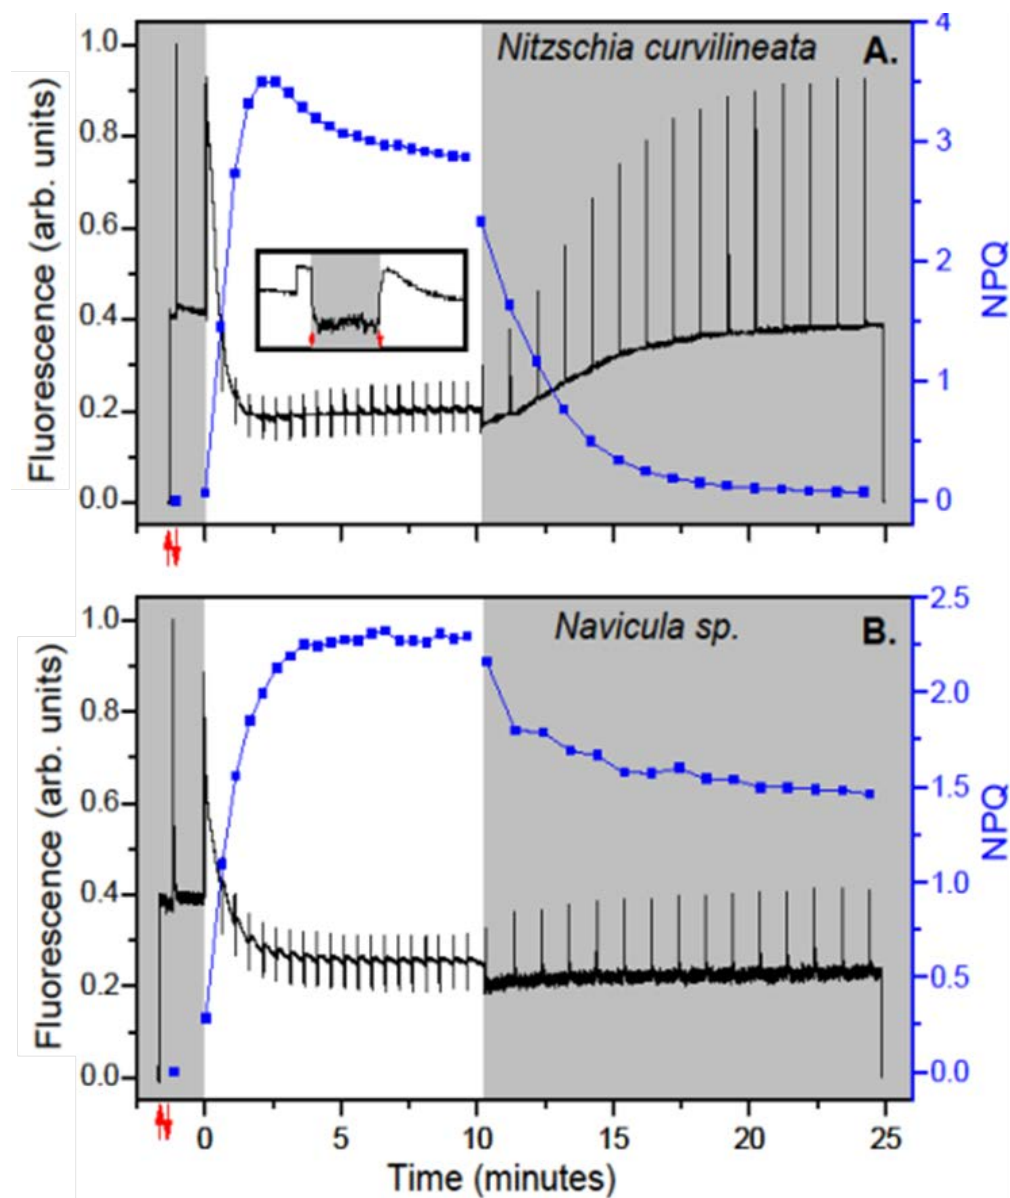 Nitzschia curvilineata A.
Fluorescence (arb. units)
1.0
0.8
0.6
0.4
0.2
0.0
4
3
2
1
0
NPQ
Navicula sp. B.
Fluorescence (arb. units)
1.0
0.8
0.6
0.4
0.2
0.0
2.5
2.0
1.5
1.0
0.5
0.0
NPQ
0 5 10 15 20 25
Time (minutes)